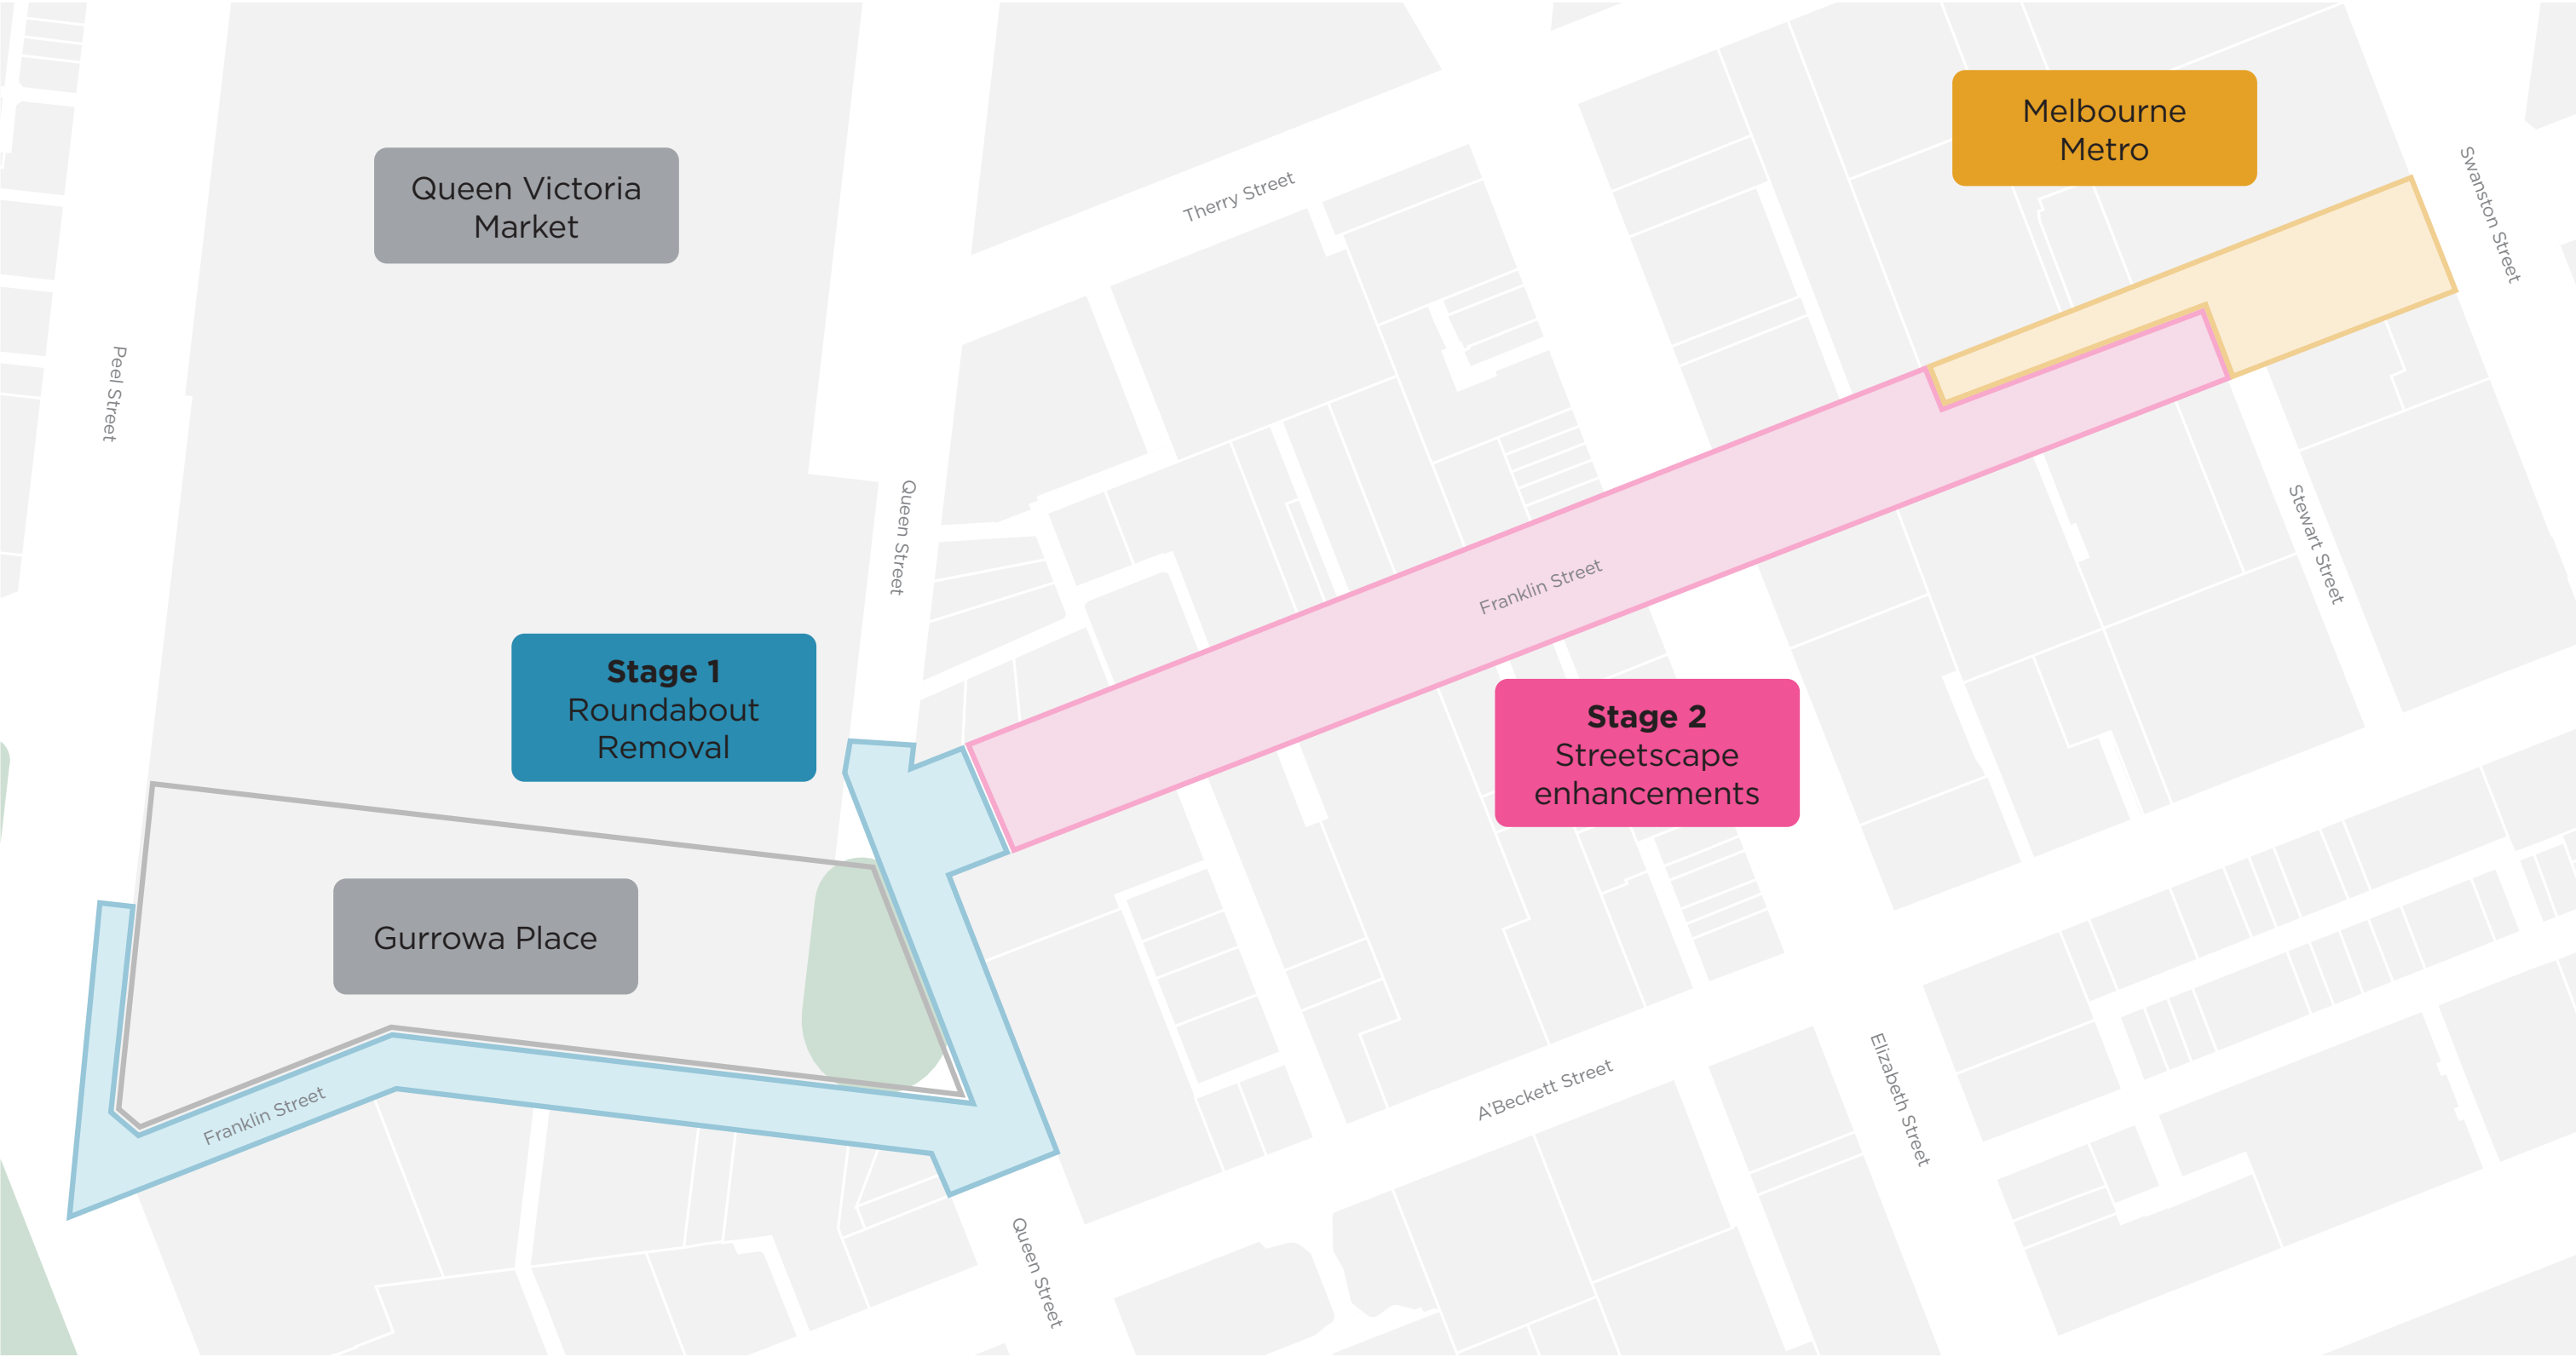 Melbourne
Metro
Queen Victoria
Market
Therry Street
Swanston Street
Peel Street
Queen Street
Stewart Street
Franklin Street
Stage 1
Roundabout
Removal
Stage 2
Streetscape
enhancements
Gurrowa Place
Franklin Street
A'Beckett Street
Elizabeth Street
Queen Street